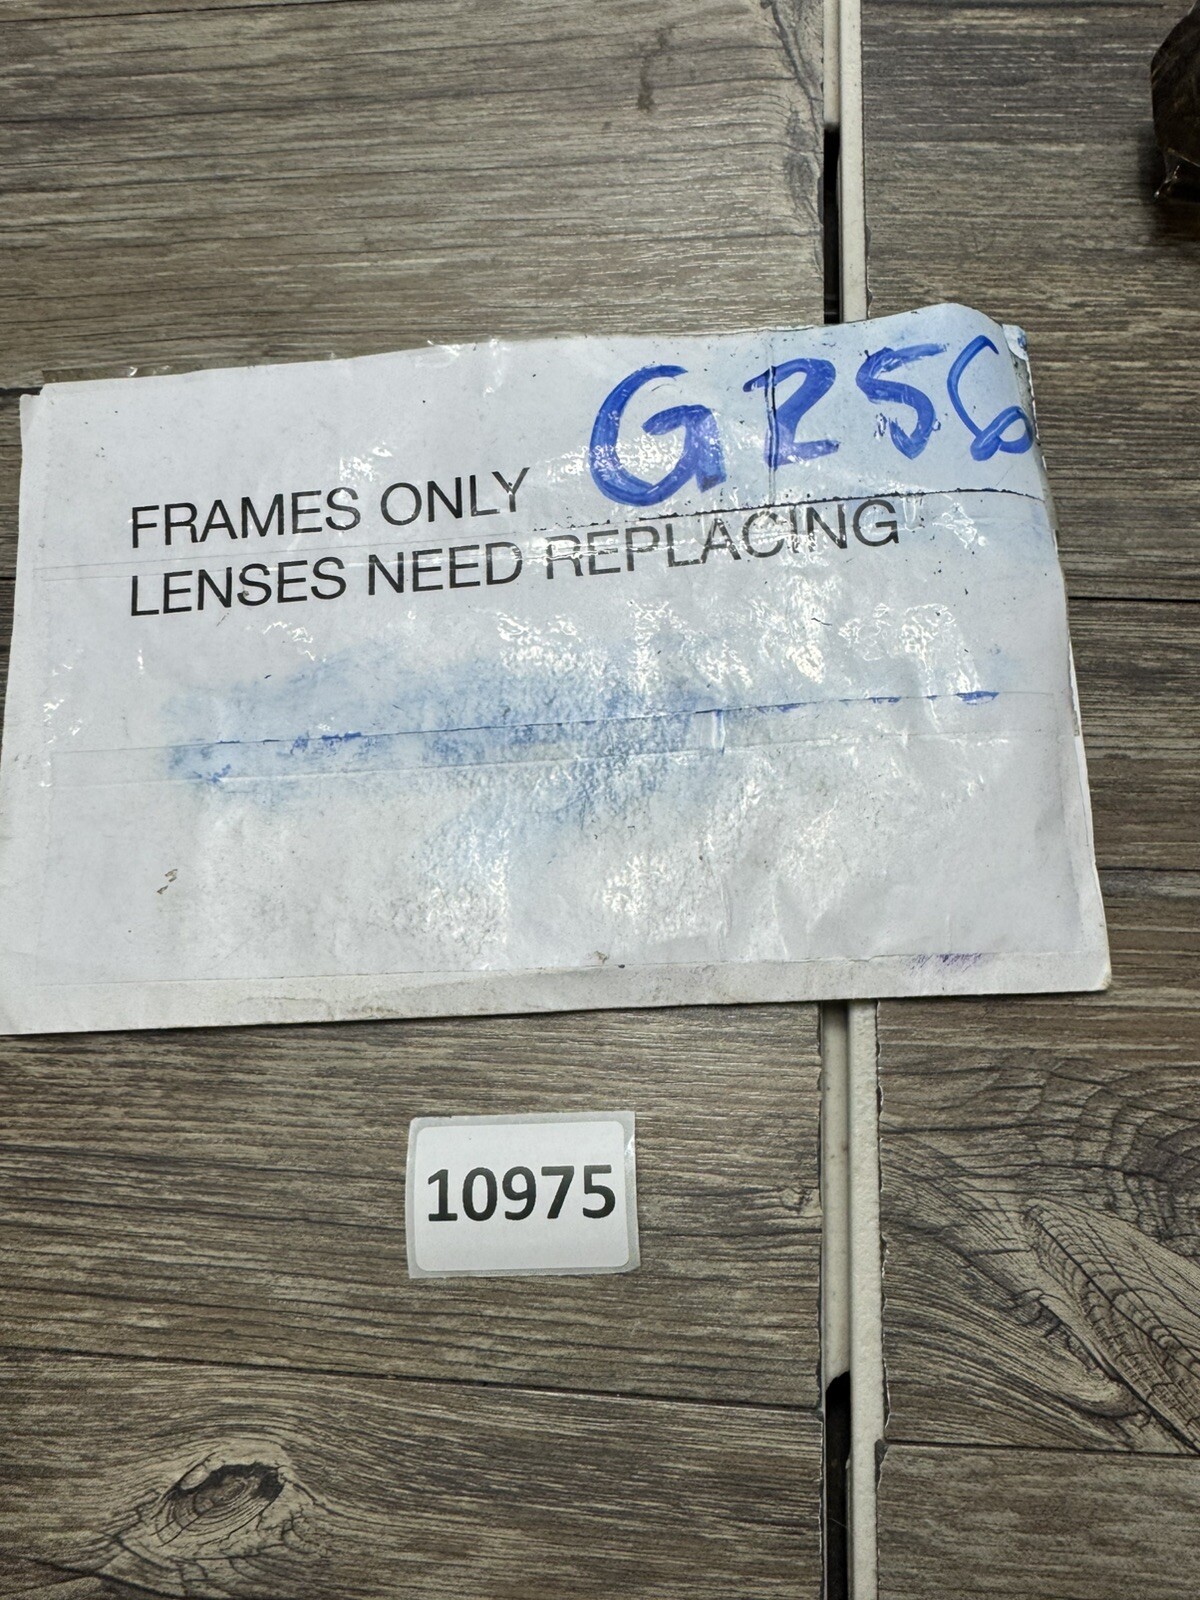 G256
FRAMES ONLY
LENSES NEED REPLACING
10975